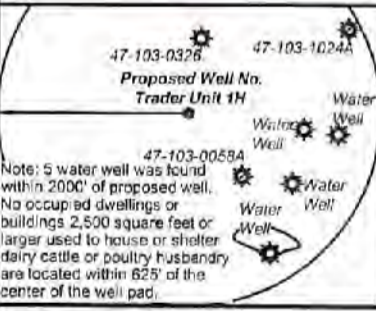 47-103-0326
47-103-1024A
Proposed Well No.
Trader Unit 1H
Water
Well
Water
Well
47-103-0058A
Note: 5 water well was found
within 2000' of proposed well.
No occupied dwellings or
buildings 2,500 square feet or
larger used to house or shelter
dairy cattle or poultry husbandry
are located within 625' of the
center of the well pad.
Water
Well
Water
Well